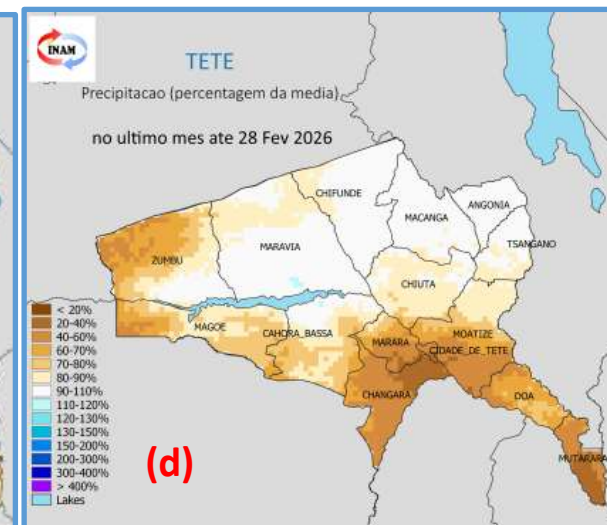 INAM
TETE
Precipitacao (percentagem da media)
no ultimo mes ate 28 Fev 2026
CHIFUNDE
ANGONIA
MACANGA
TSANGANO
MARAVIA
ZUMBU
CHIUTA
MAGOE
CAHORA_BASSA
MOATIZE
MARARA
CIDADE_DE_TETE
CHANGARA
DOA
MUTARARA
< 20%
20-40%
40-60%
60-70%
70-80%
80-90%
90-110%
110-120%
120-130%
130-150%
150-200%
200-300%
300-400%
> 400%
Lakes
(d)